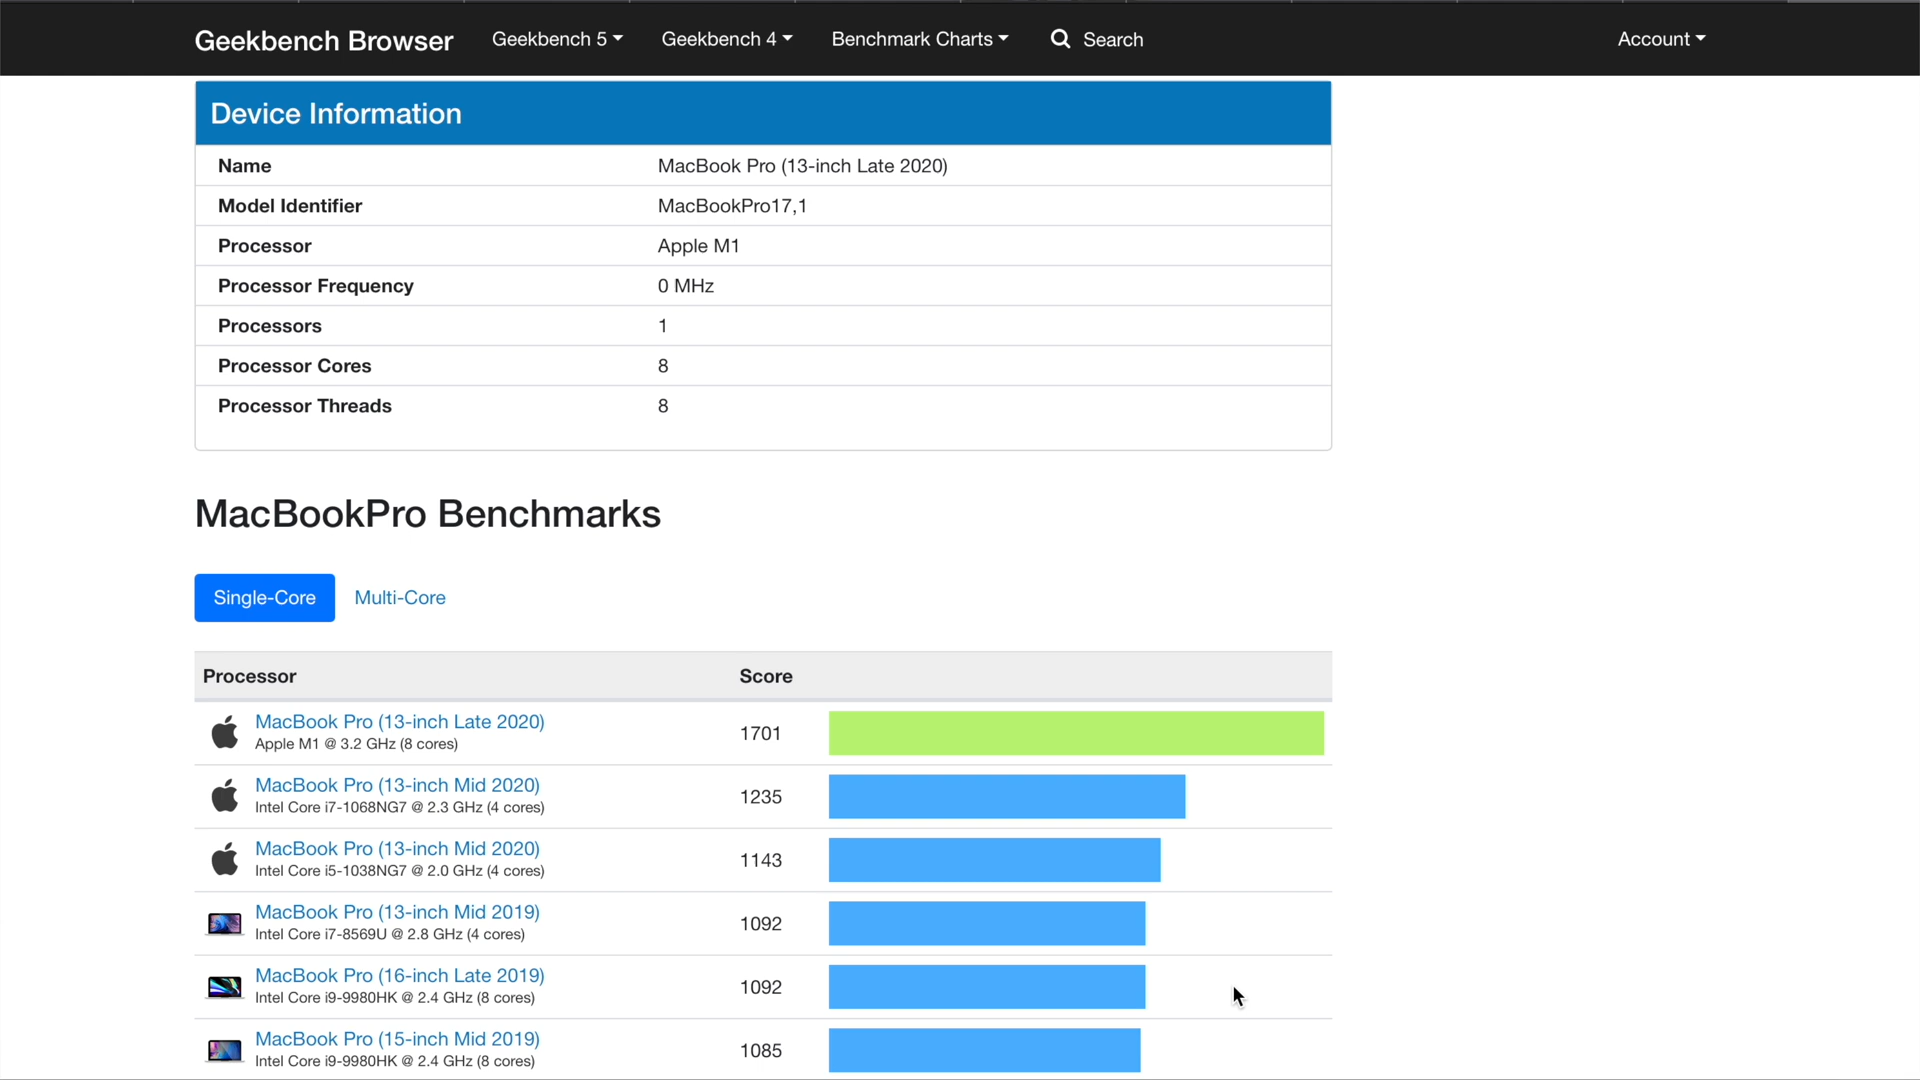 Geekbench Browser Geekbench 5 Geekbench 4 Benchmark Charts Search Account
Device Information
Name MacBook Pro (13-inch Late 2020)
Model Identifier MacBookPro17,1
Processor Apple M1
Processor Frequency 0 MHz
Processors 1
Processor Cores 8
Processor Threads 8
MacBookPro Benchmarks
Single-Core Multi-Core
Processor Score
MacBook Pro (13-inch Late 2020)
Apple M1 @ 3.2 GHz (8 cores)
1701
MacBook Pro (13-inch Mid 2020)
Intel Core i7-1068NG7 @ 2.3 GHz (4 cores)
1235
MacBook Pro (13-inch Mid 2020)
Intel Core i5-1038NG7 @ 2.0 GHz (4 cores)
1143
MacBook Pro (13-inch Mid 2019)
Intel Core i7-8569U @ 2.8 GHz (4 cores)
1092
MacBook Pro (16-inch Late 2019)
Intel Core i9-9980HK @ 2.4 GHz (8 cores)
1092
MacBook Pro (15-inch Mid 2019)
Intel Core i9-9980HK @ 2.4 GHz (8 cores)
1085